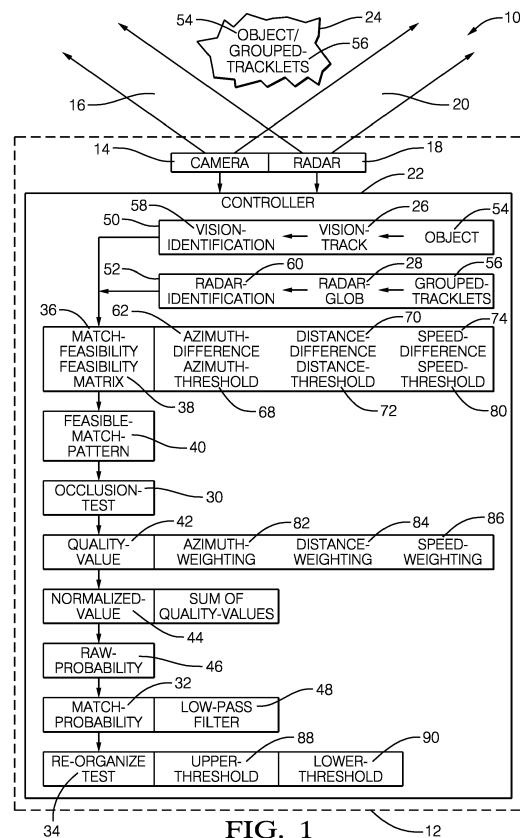 54
24
10
OBJECT/
GROUPED-
TRACKLETS
56
16
20
14
CAMERA
RADAR
18
22
CONTROLLER
58
26
54
50
VISION-
IDENTIFICATION
VISION-
TRACK
OBJECT
52
60
28
56
RADAR-
IDENTIFICATION
RADAR-
GLOB
GROUPED-
TRACKLETS
36
62
70
74
MATCH-
FEASIBILITY
FEASIBILITY
MATRIX
AZIMUTH-
DIFFERENCE
AZIMUTH-
THRESHOLD
DISTANCE-
DIFFERENCE
DISTANCE-
THRESHOLD
SPEED-
DIFFERENCE
SPEED-
THRESHOLD
38
68
72
80
FEASIBLE-
MATCH-
PATTERN
40
OCCLUSION-
TEST
30
42
82
84
86
QUALITY-
VALUE
AZIMUTH-
WEIGHTING
DISTANCE-
WEIGHTING
SPEED-
WEIGHTING
NORMALIZED-
VALUE
SUM OF
QUALITY-VALUES
44
RAW-
PROBABILITY
46
32
48
MATCH-
PROBABILITY
LOW-PASS
FILTER
88
90
RE-ORGANIZE
TEST
UPPER-
THRESHOLD
LOWER-
THRESHOLD
34
12
FIG. 1